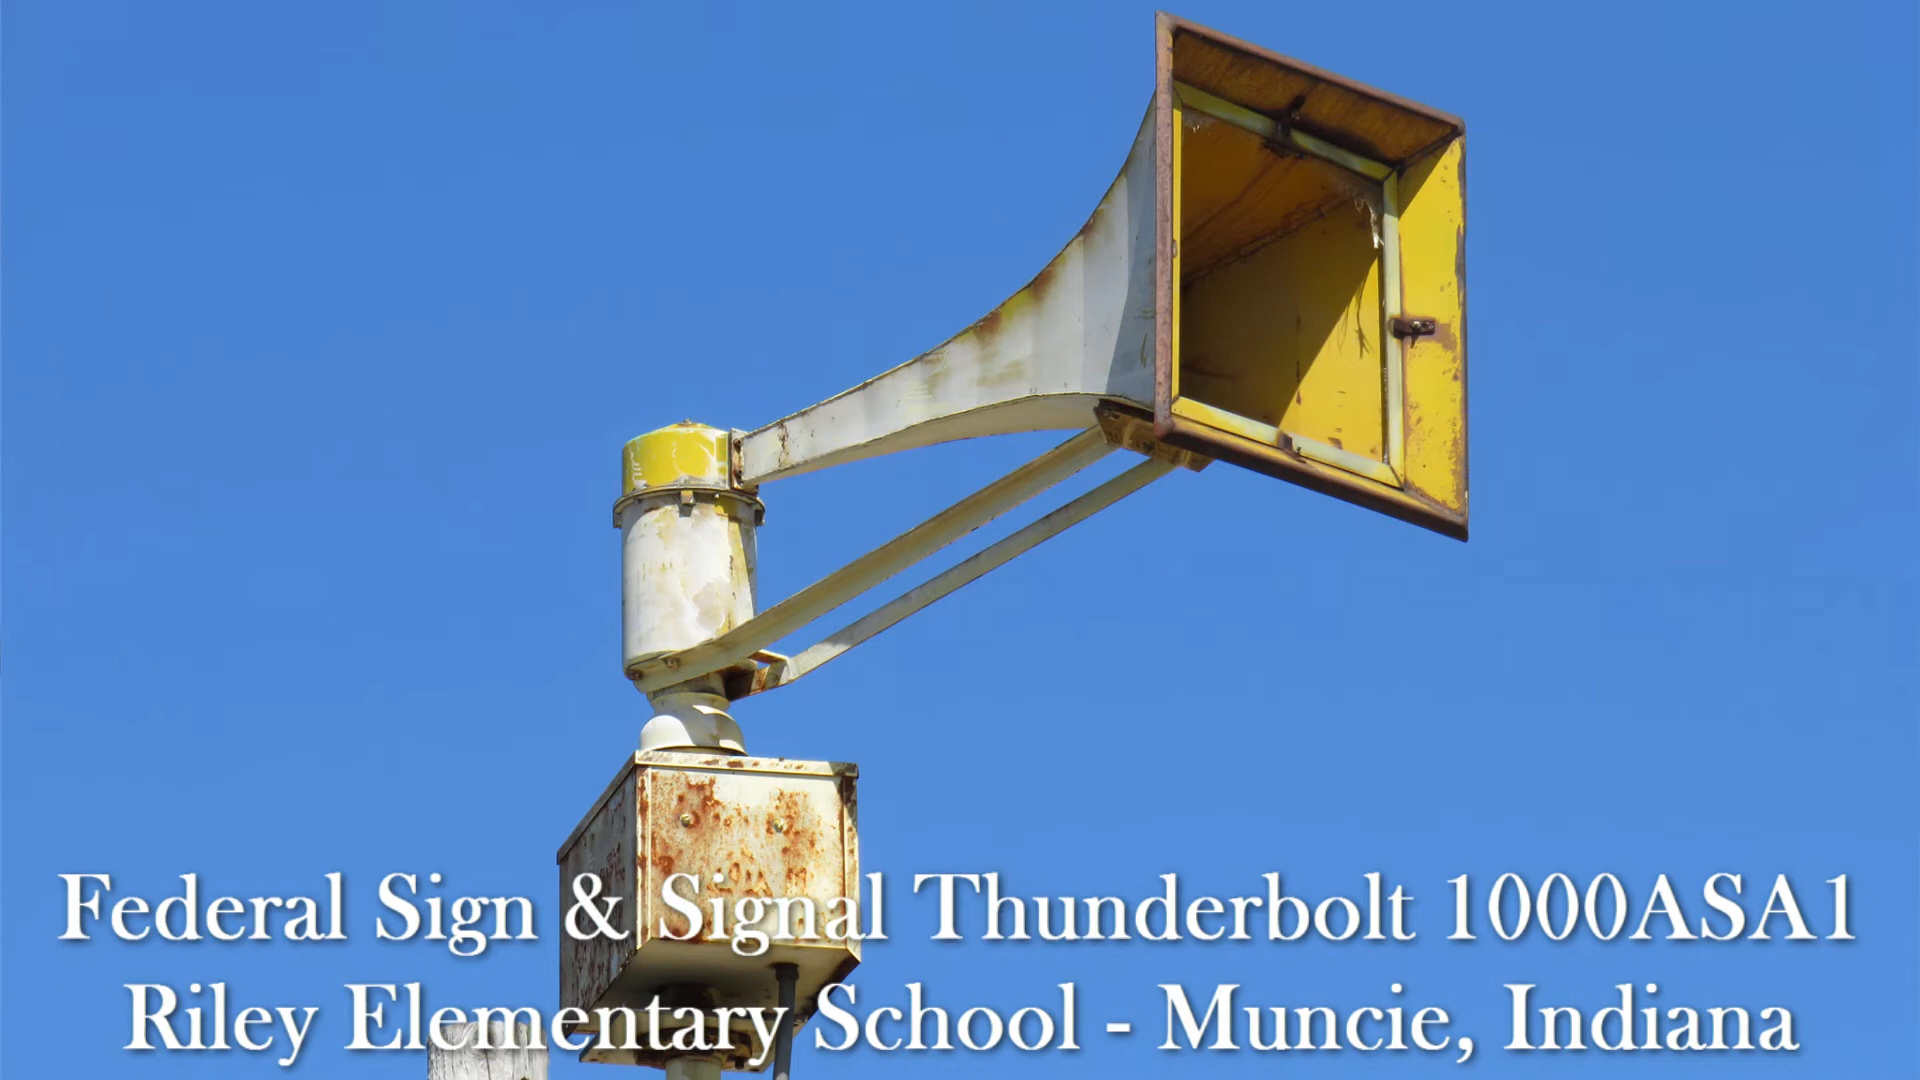 Federal Sign & Signal Thunderbolt 1000ASA1
Riley Elementary School - Muncie, Indiana